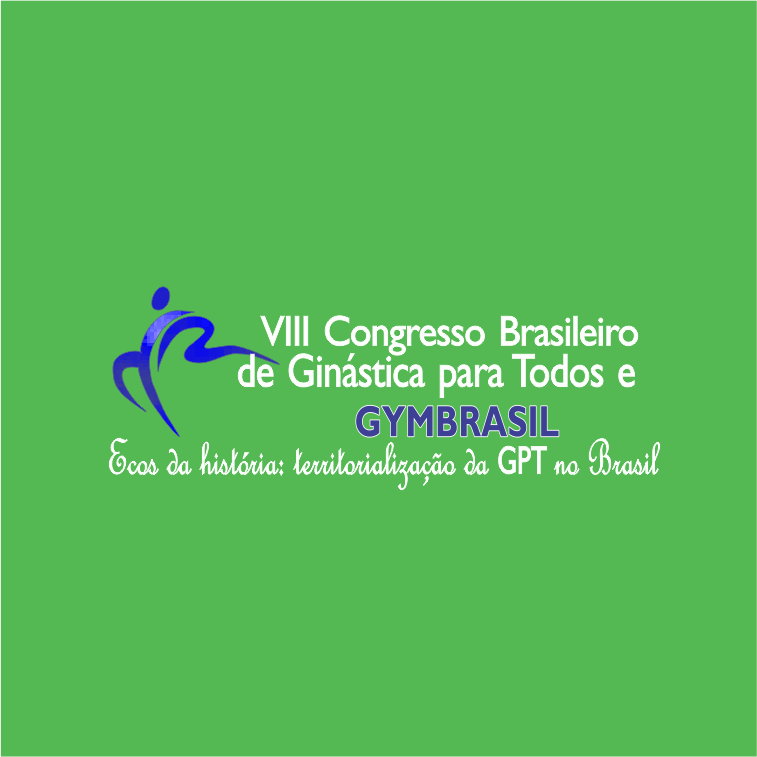 VIII Congresso Brasileiro
de Ginástica para Todos e
GYMBRASIL
Ecos da história: territorialização da GPT no Brasil